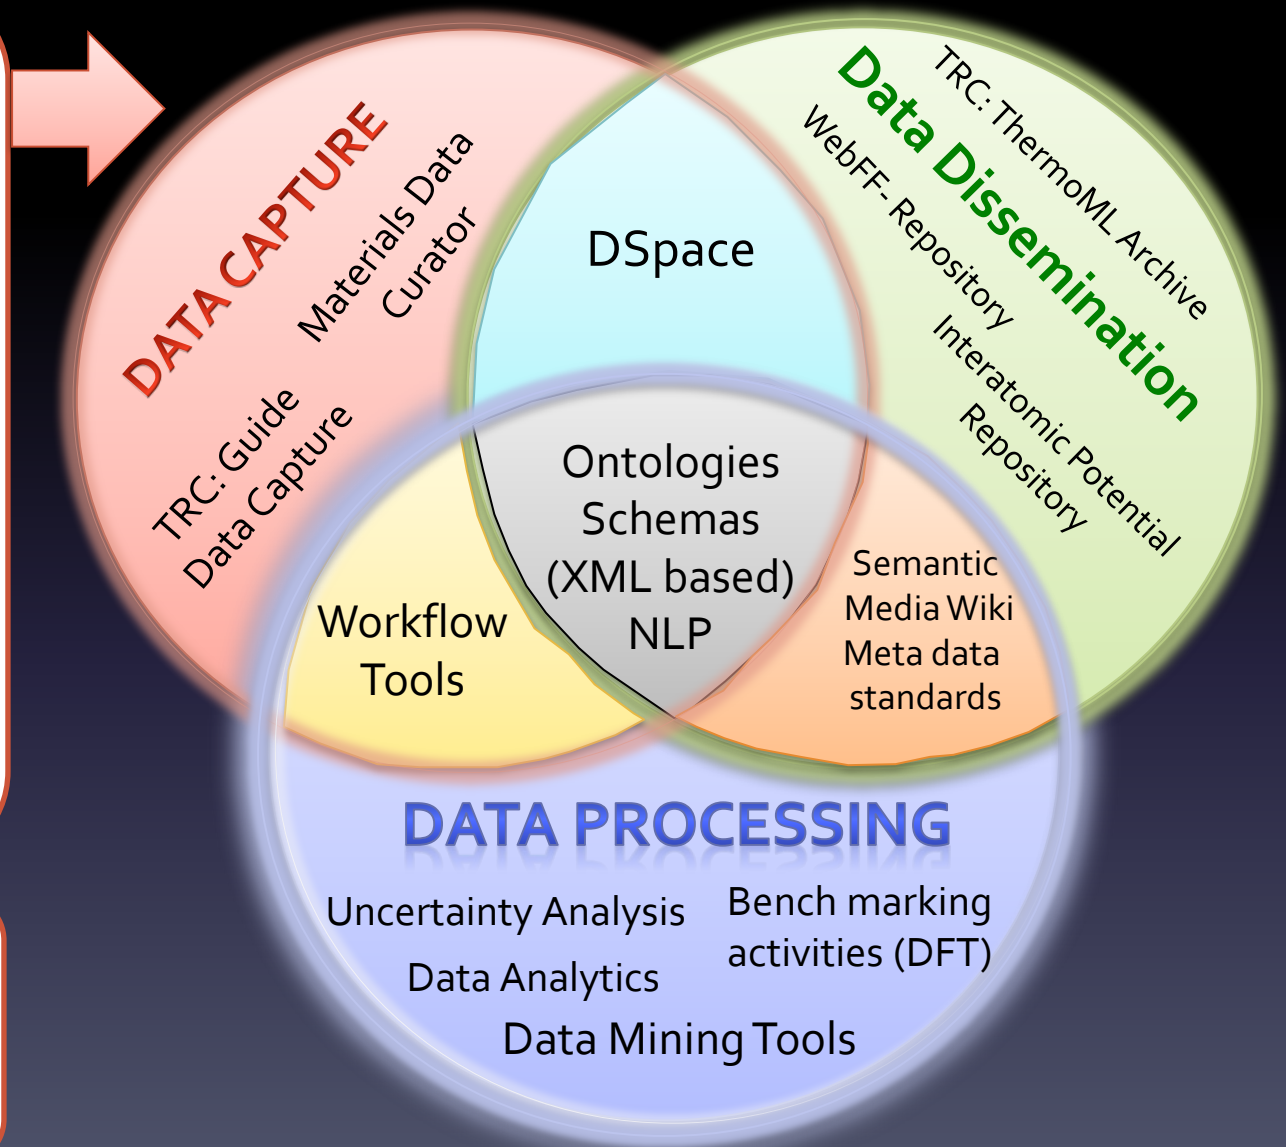 DATA CAPTURE
Materials Data
Curator
TRC: Guide
Data Capture
DSpace
TRC: ThermoML Archive
Data Dissemination
WebFF- Repository
Interatomic Potential
Repository
Ontologies
Schemas
(XML based)
NLP
Workflow
Tools
Semantic
Media Wiki
Meta data
standards
DATA PROCESSING
Uncertainty Analysis
Bench marking
activities (DFT)
Data Analytics
Data Mining Tools